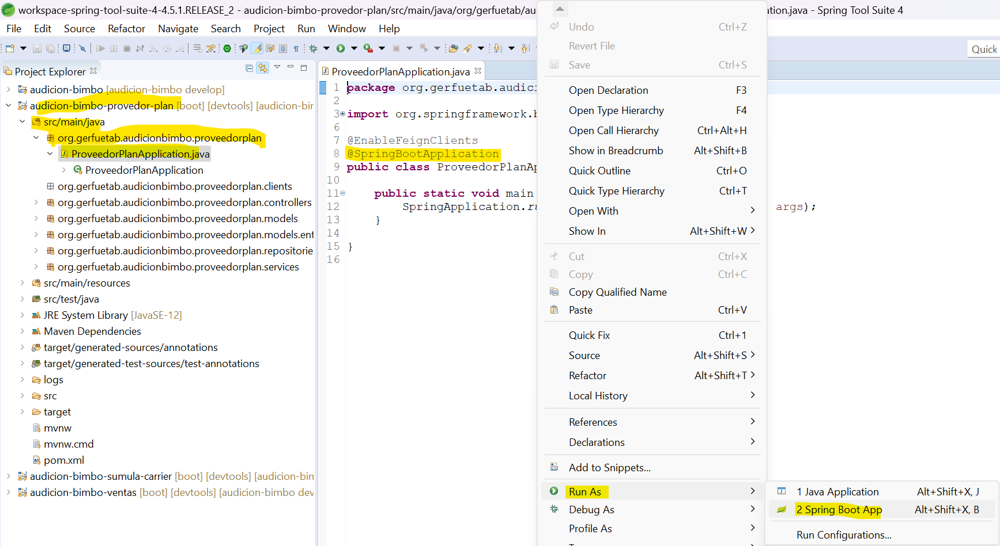 workspace-spring-tool-suite-4-4.5.1.RELEASE_2 - audicion-bimbo-provedor-plan/src/main/java/org/gerfuetab/au
tion.java - Spring Tool Suite 4
File Edit Source Refactor Navigate Search Project Run Window Help
Quick
Project Explorer
audicion-bimbo [audicion-bimbo develop]
audicion-bimbo-provedor-plan [boot] [devtools] [audicion-bir
src/main/java
org.gerfuetab.audicionbimbo.proveedorplan
ProveedorPlanApplication.java
ProveedorPlanApplication
org.gerfuetab.audicionbimbo.proveedorplan.clients
org.gerfuetab.audicionbimbo.proveedorplan.controllers
org.gerfuetab.audicionbimbo.proveedorplan.models
org.gerfuetab.audicionbimbo.proveedorplan.models.ent
org.gerfuetab.audicionbimbo.proveedorplan.repositorie
org.gerfuetab.audicionbimbo.proveedorplan.services
src/main/resources
src/test/java
JRE System Library [JavaSE-12]
Maven Dependencies
target/generated-sources/annotations
target/generated-test-sources/test-annotations
logs
src
target
mvnw
mvnw.cmd
pom.xml
audicion-bimbo-sumula-carrier [boot] [devtools] [audicion-bin
audicion-bimbo-ventas [boot] [devtools] [audicion-bimbo dev
ProveedorPlanApplication.java
1 package org.gerfuetab.audici
2
3 import org.springframework.b
6
7 @EnableFeignClients
8 @SpringBootApplication
9 public class ProveedorPlanAp
10
11 public static void main
12 SpringApplication.ru args);
13 }
14
15 }
16
Undo Ctrl+Z
Revert File
Save Ctrl+S
Open Declaration F3
Open Type Hierarchy F4
Open Call Hierarchy Ctrl+Alt+H
Show in Breadcrumb Alt+Shift+B
Quick Outline Ctrl+O
Quick Type Hierarchy Ctrl+T
Open With
Show In Alt+Shift+W
Cut Ctrl+X
Copy Ctrl+C
Copy Qualified Name
Paste Ctrl+V
Quick Fix Ctrl+1
Source Alt+Shift+S
Refactor Alt+Shift+T
Local History
References
Declarations
Add to Snippets...
Run As
Debug As
Profile As
1 Java Application Alt+Shift+X, J
2 Spring Boot App Alt+Shift+X, B
Run Configurations...